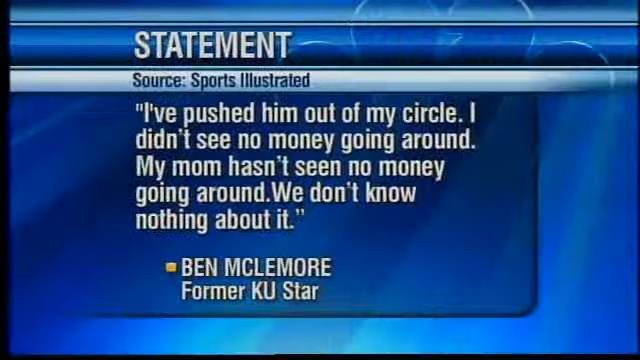 STATEMENT
Source: Sports Illustrated
"I've pushed him out of my circle. I
didn't see no money going around.
My mom hasn't seen no money
going around.We don't know
nothing about it."
BEN MCLEMORE
Former KU Star